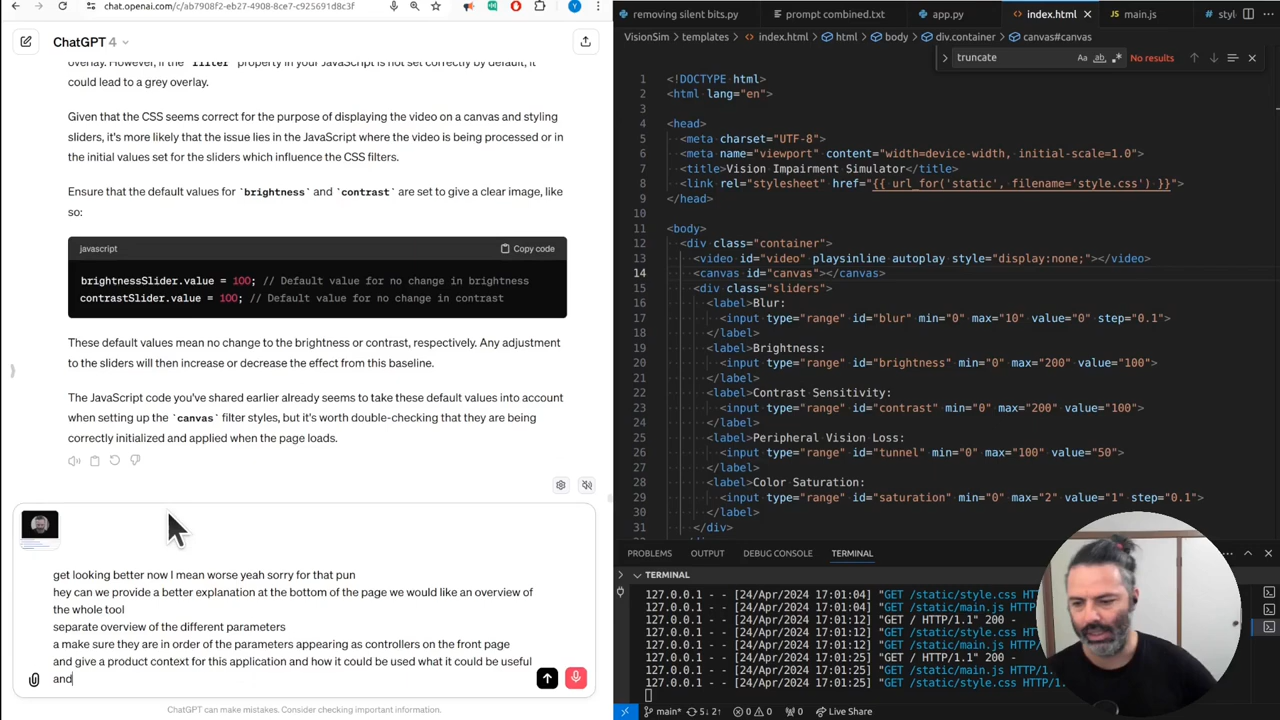 chat.openai.com/c/ab7908f2-eb27-4908-8ce7-c925691d8c3f
ChatGPT 4
overlay. However, if the `filter` property in your JavaScript is not set correctly by default, it
could lead to a grey overlay.
Given that the CSS seems correct for the purpose of displaying the video on a canvas and styling
sliders, it's more likely that the issue lies in the JavaScript where the video is being processed or in
the initial values set for the sliders which influence the CSS filters.
Ensure that the default values for `brightness` and `contrast` are set to give a clear image, like
so:
javascript
Copy code
brightnessSlider.value = 100; // Default value for no change in brightness
contrastSlider.value = 100; // Default value for no change in contrast
These default values mean no change to the brightness or contrast, respectively. Any adjustment
to the sliders will then increase or decrease the effect from this baseline.
The JavaScript code you've shared earlier already seems to take these default values into account
when setting up the `canvas` filter styles, but it's worth double-checking that they are being
correctly initialized and applied when the page loads.
get looking better now I mean worse yeah sorry for that pun
hey can we provide a better explanation at the bottom of the page we would like an overview of
the whole tool
separate overview of the different parameters
a make sure they are in order of the parameters appearing as controllers on the front page
and give a product context for this application and how it could be used what it could be useful
and
ChatGPT can make mistakes. Consider checking important information.
removing silent bits.py
prompt combined.txt
app.py
index.html
main.js
styl
VisionSim > templates > index.html > html > body > div.container > canvas#canvas
truncate
Aa
ab
No results
1 <!DOCTYPE html>
2 <html lang="en">
3
4 <head>
5 <meta charset="UTF-8">
6 <meta name="viewport" content="width=device-width, initial-scale=1.0">
7 <title>Vision Impairment Simulator</title>
8 <link rel="stylesheet" href="{{ url_for('static', filename='style.css') }}">
9 </head>
10
11 <body>
12 <div class="container">
13 <video id="video" playsinline autoplay style="display:none;"></video>
14 <canvas id="canvas"></canvas>
15 <div class="sliders">
16 <label>Blur:
17 <input type="range" id="blur" min="0" max="10" value="0" step="0.1">
18 </label>
19 <label>Brightness:
20 <input type="range" id="brightness" min="0" max="200" value="100">
21 </label>
22 <label>Contrast Sensitivity:
23 <input type="range" id="contrast" min="0" max="200" value="100">
24 </label>
25 <label>Peripheral Vision Loss:
26 <input type="range" id="tunnel" min="0" max="100" value="50">
27 </label>
28 <label>Color Saturation:
29 <input type="range" id="saturation" min="0" max="2" value="1" step="0.1">
30 </label>
31 </div>
PROBLEMS
OUTPUT
DEBUG CONSOLE
TERMINAL
TERMINAL
127.0.0.1 - - [24/Apr/2024 17:01:04] "GET /static/style.css HTTP/
127.0.0.1 - - [24/Apr/2024 17:01:04] "GET /static/main.js HTTP/1.
127.0.0.1 - - [24/Apr/2024 17:01:12] "GET / HTTP/1.1" 200 -
127.0.0.1 - - [24/Apr/2024 17:01:12] "GET /static/style.css HT
127.0.0.1 - - [24/Apr/2024 17:01:12] "GET /static/main.js HTTP
127.0.0.1 - - [24/Apr/2024 17:01:25] "GET / HTTP/1.1" 200 -
127.0.0.1 - - [24/Apr/2024 17:01:25] "GET /static/main.js HTTP/1.
127.0.0.1 - - [24/Apr/2024 17:01:25] "GET /static/style.css HTTP/
main*
5↓ 2↑
0
0
0
Live Share